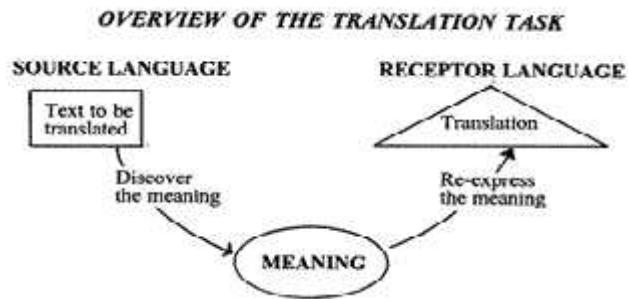 OVERVIEW OF THE TRANSLATION TASK
SOURCE LANGUAGE
RECEPTOR LANGUAGE
Text to be
translated
Translation
Discover
the meaning
Re-express
the meaning
MEANING